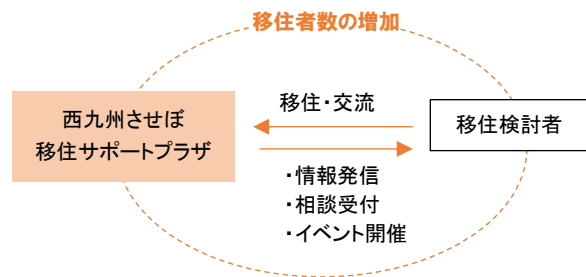 移住者数の増加
西九州させぼ
移住サポートプラザ
移住・交流
移住検討者
・情報発信
・相談受付
・イベント開催